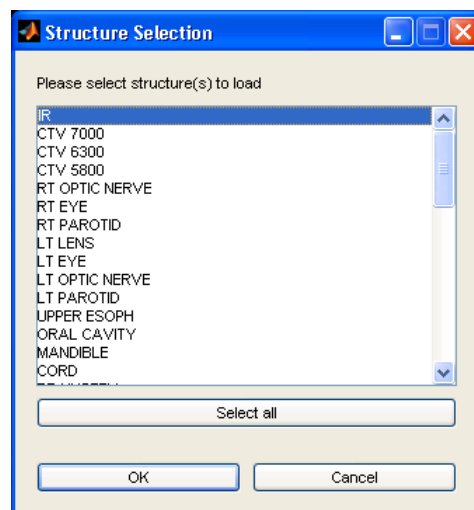 Structure Selection
Please select structure(s) to load
IR
CTV 7000
CTV 6300
CTV 5800
RT OPTIC NERVE
RT EYE
RT PAROTID
LT LENS
LT EYE
LT OPTIC NERVE
LT PAROTID
UPPER ESOPH
ORAL CAVITY
MANDIBLE
CORD
Select all
OK
Cancel